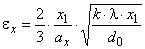 ε_x = 2/3 · x_1/a_x · √(k · λ · x_1 / d_0)